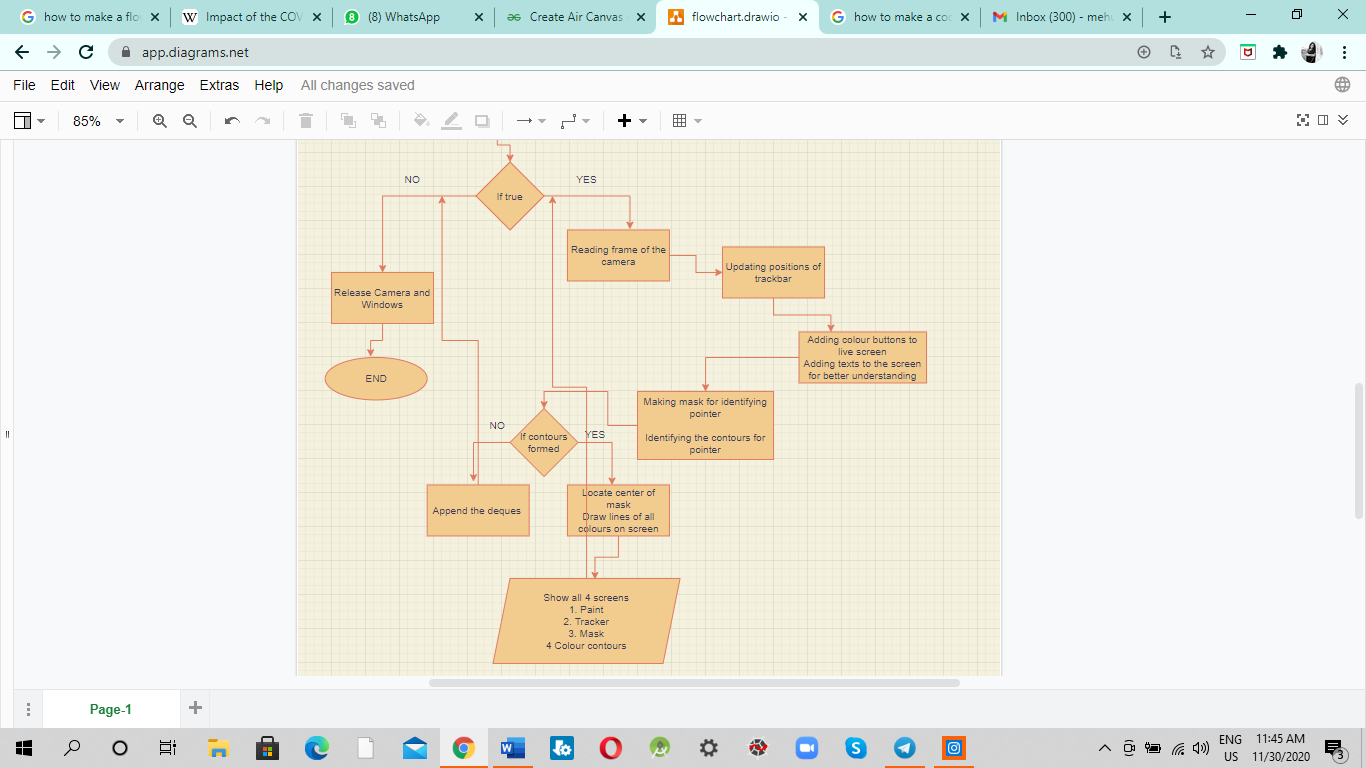 how to make a flo
Impact of the COV
(8) WhatsApp
Create Air Canvas
flowchart.drawio -
how to make a coc
Inbox (300) - mehu
app.diagrams.net
File Edit View Arrange Extras Help All changes saved
85%
NO
If true
YES
Reading frame of the
camera
Updating positions of
trackbar
Release Camera and
Windows
Adding colour buttons to
live screen
Adding texts to the screen
for better understanding
END
Making mask for identifying
pointer
Identifying the contours for
pointer
NO
If contours
formed
YES
Append the deques
Locate center of
mask
Draw lines of all
colours on screen
Show all 4 screens
1. Paint
2. Tracker
3. Mask
4 Colour contours
Page-1
ENG
US
11:45 AM
11/30/2020
3